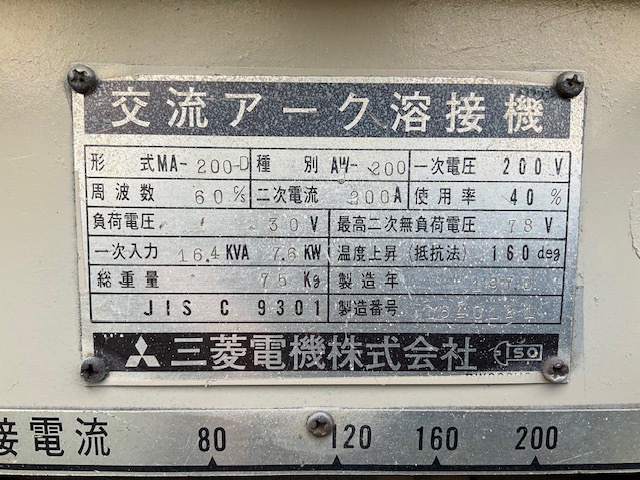 交流アーク溶接機
形 式 MA-200-D 種 別 AW-200 一次電圧 200 V
周波数 60 c/s 二次電流 200 A 使用率 40 %
負荷電圧 30 V 最高二次無負荷電圧 78 V
一次入力 16.4 KVA 7.6 KW 温度上昇 (抵抗法) 160 deg
総重量 75 Kg 製造年 1970
JIS C 9301 製造番号
三菱電機株式会社 ISO
接電流 80 120 160 200